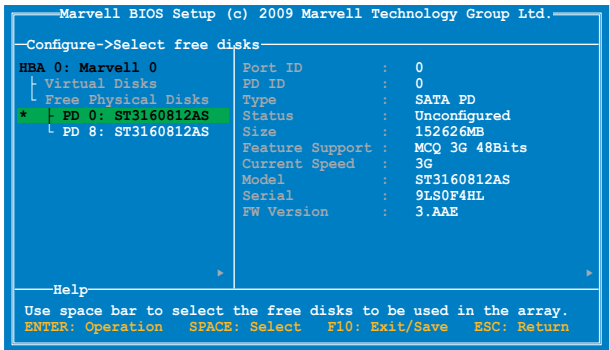 Marvell BIOS Setup (c) 2009 Marvell Technology Group Ltd.
Configure->Select free disks
HBA 0: Marvell 0
Virtual Disks
Free Physical Disks
* PD 0: ST3160812AS
PD 8: ST3160812AS
Port ID : 0
PD ID : 0
Type : SATA PD
Status : Unconfigured
Size : 152626MB
Feature Support : MCQ 3G 48Bits
Current Speed : 3G
Model : ST3160812AS
Serial : 9LS0F4HL
FW Version : 3.AAE
Help
Use space bar to select the free disks to be used in the array.
ENTER: Operation SPACE: Select F10: Exit/Save ESC: Return